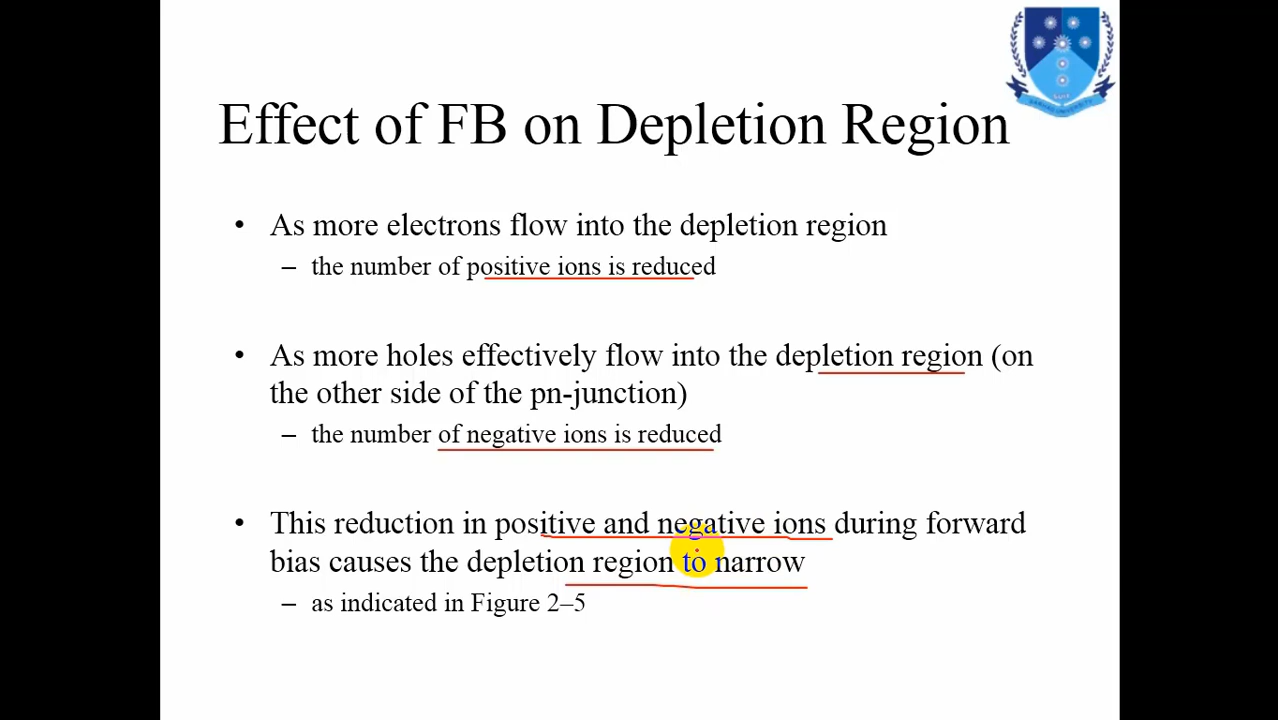 Effect of FB on Depletion Region
• As more electrons flow into the depletion region
– the number of positive ions is reduced
• As more holes effectively flow into the depletion region (on
the other side of the pn-junction)
– the number of negative ions is reduced
• This reduction in positive and negative ions during forward
bias causes the depletion region to narrow
– as indicated in Figure 2–5